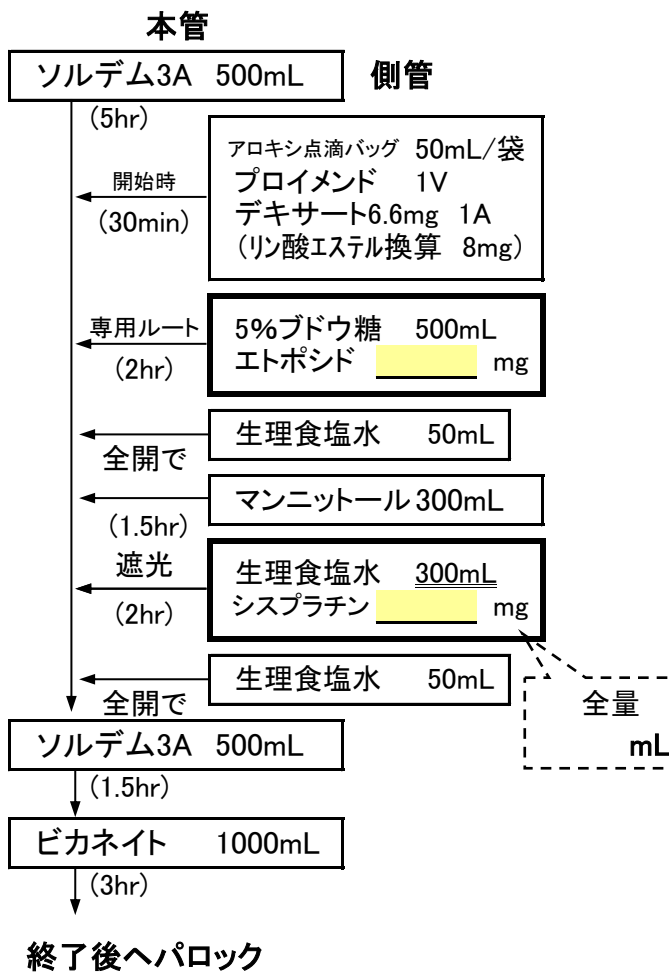 本管
ソルデム3A 500mL
側管
(5hr)
アロキシ点滴バッグ 50mL/袋
プロイメンド 1V
デキサート6.6mg 1A
(リン酸エステル換算 8mg)
開始時
(30min)
専用ルート
(2hr)
5%ブドウ糖 500mL
エトポシド mg
生理食塩水 50mL
全開で
マンニットール300mL
(1.5hr)
遮光
(2hr)
生理食塩水 300mL
シスプラチン mg
生理食塩水 50mL
全開で
全量
mL
ソルデム3A 500mL
(1.5hr)
ビカネイト 1000mL
(3hr)
終了後ヘパロック